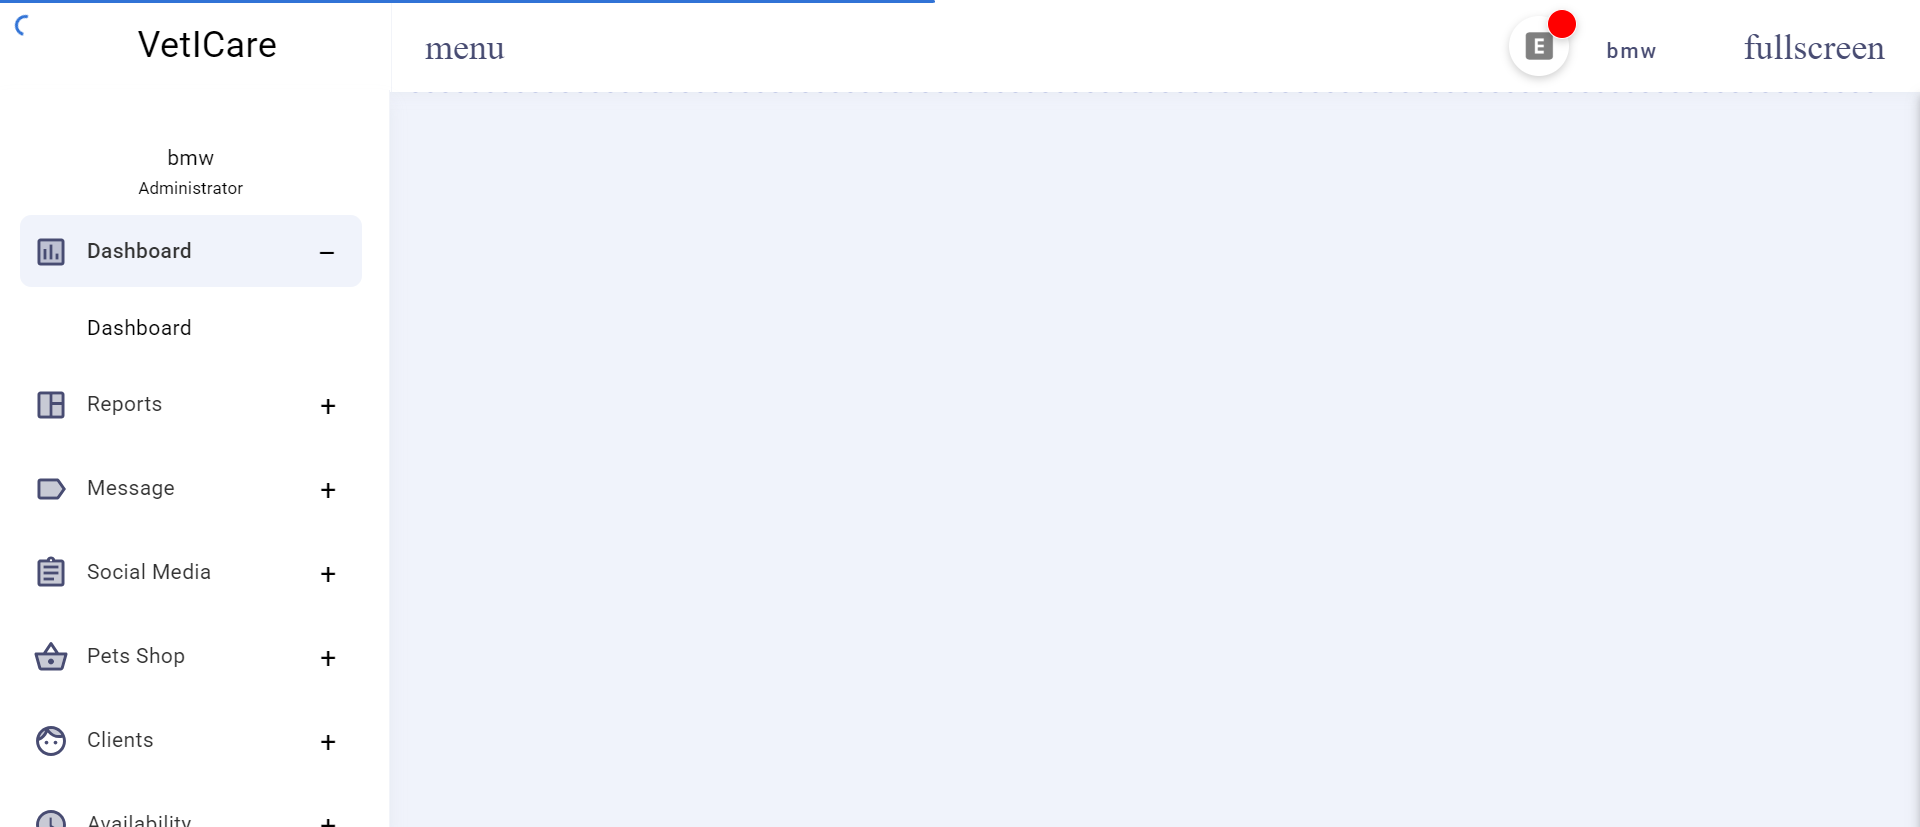 VetICare
menu
E
bmw
fullscreen
bmw
Administrator
Dashboard
Dashboard
Reports
Message
Social Media
Pets Shop
Clients
Availability